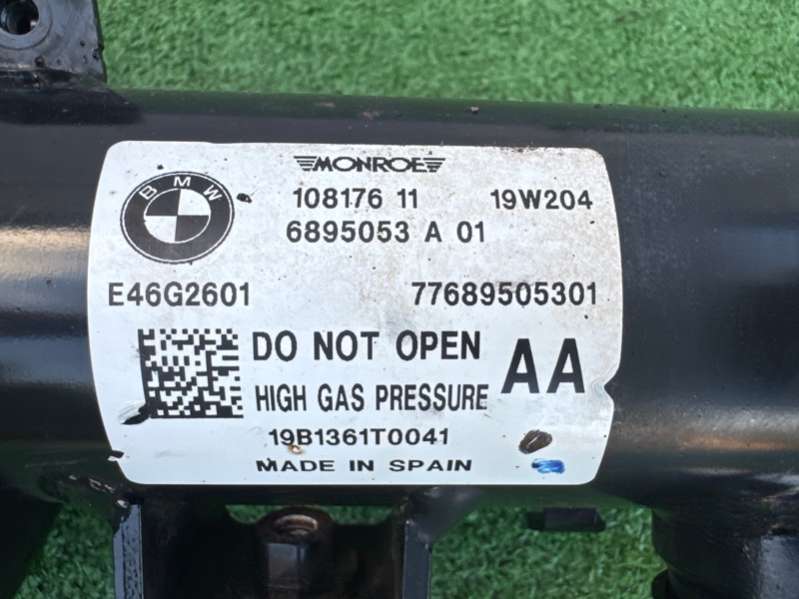 MONROE
BMW
108176 11 19W204
6895053 A 01
E46G2601 77689505301
DO NOT OPEN
AA
HIGH GAS PRESSURE
19B1361T0041
MADE IN SPAIN